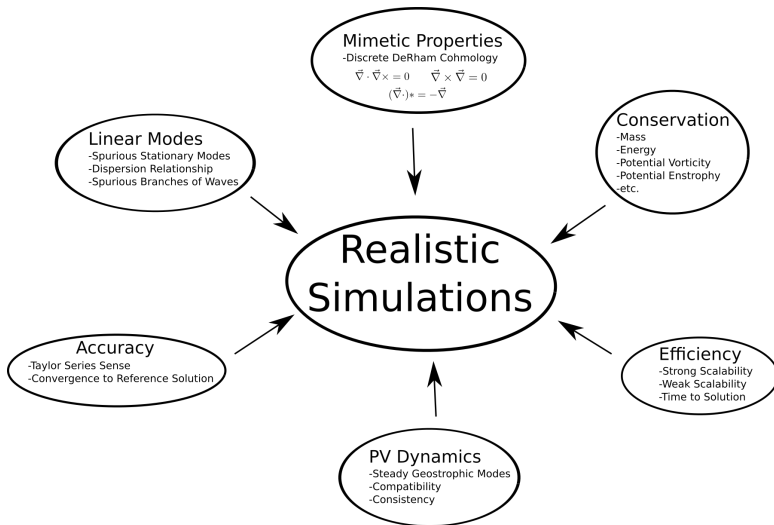 Mimetic Properties
-Discrete DeRham Cohmology
∇⃗ · ∇⃗× = 0 ∇⃗ × ∇⃗ = 0
(∇⃗·)∗ = −∇⃗
Linear Modes
-Spurious Stationary Modes
-Dispersion Relationship
-Spurious Branches of Waves
Conservation
-Mass
-Energy
-Potential Vorticity
-Potential Enstrophy
-etc.
Realistic
Simulations
Accuracy
-Taylor Series Sense
-Convergence to Reference Solution
Efficiency
-Strong Scalability
-Weak Scalability
-Time to Solution
PV Dynamics
-Steady Geostrophic Modes
-Compatibility
-Consistency